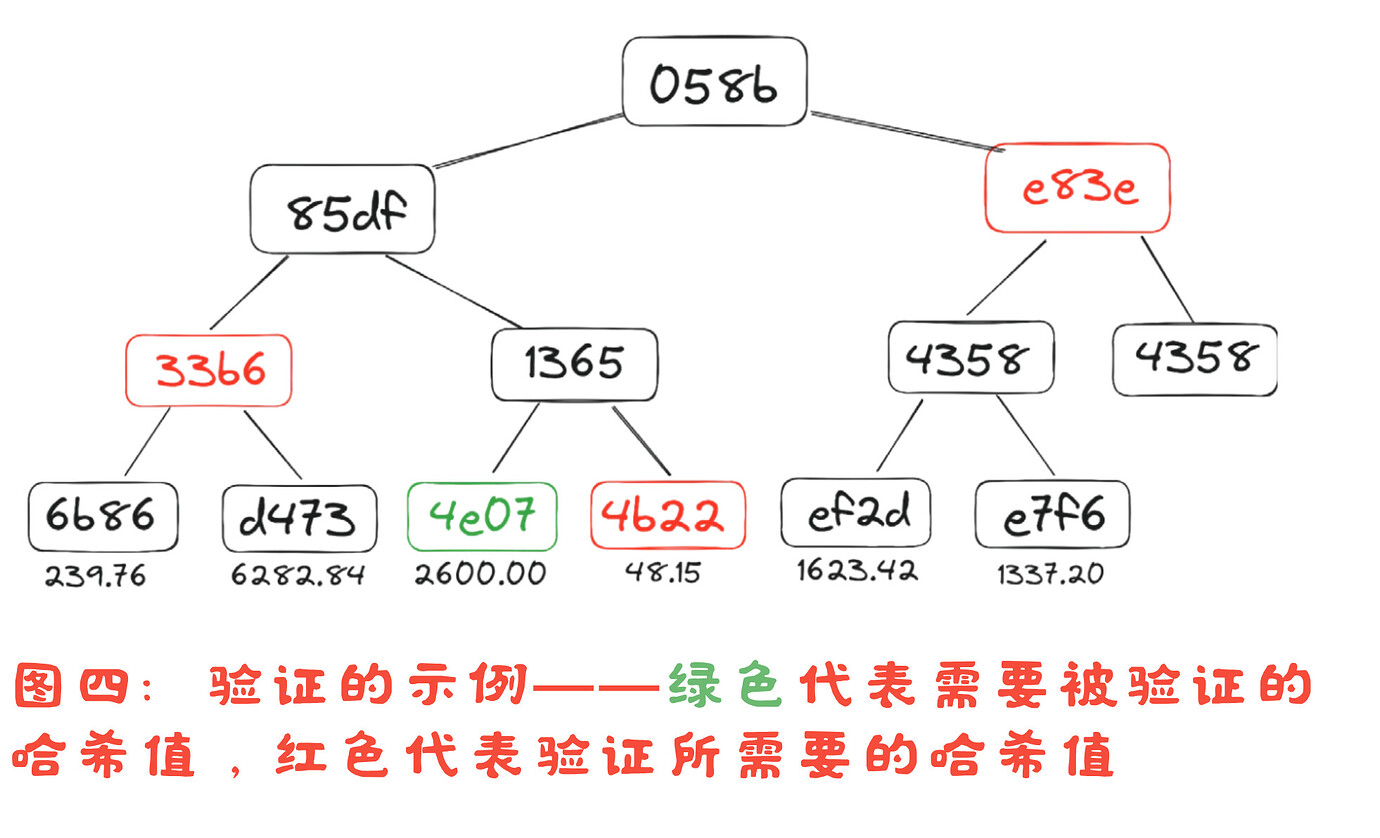 058b
85df
e83e
33b6
1365
4358
4358
6b86
d473
4e07
4b22
ef2d
e7f6
239.76
6282.84
2600.00
48.15
1623.42
1337.20
图四：验证的示例——绿色代表需要被验证的
哈希值，红色代表验证所需要的哈希值